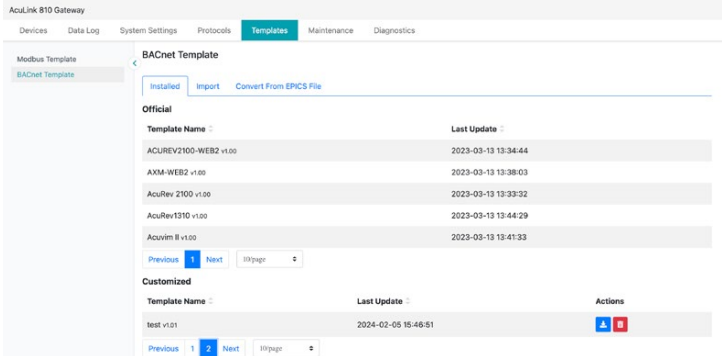 AcuLink 810 Gateway
Devices Data Log System Settings Protocols Templates Maintenance Diagnostics
Modbus Template
BACnet Template
BACnet Template
Installed Import Convert From EPICS File
Official
Template Name Last Update
ACUREV2100-WEB2 v1.00 2023-03-13 13:34:44
AXM-WEB2 v1.00 2023-03-13 13:38:03
AcuRev 2100 v1.00 2023-03-13 13:33:32
AcuRev1310 v1.00 2023-03-13 13:44:29
Acuvim II v1.00 2023-03-13 13:41:33
Previous 1 Next 10/page
Customized
Template Name Last Update Actions
test v1.01 2024-02-05 15:46:51
Previous 1 2 Next 10/page